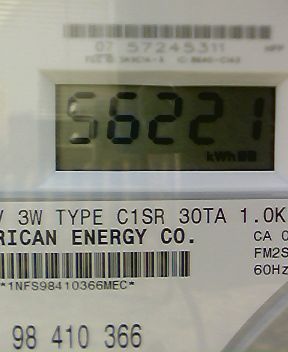 07 57245311
56221
kWh
V 3W TYPE C1SR 30TA 1.0K
RICAN ENERGY CO.
CA 0
FM2S
60Hz
*1NFS98410366MEC*
98 410 366